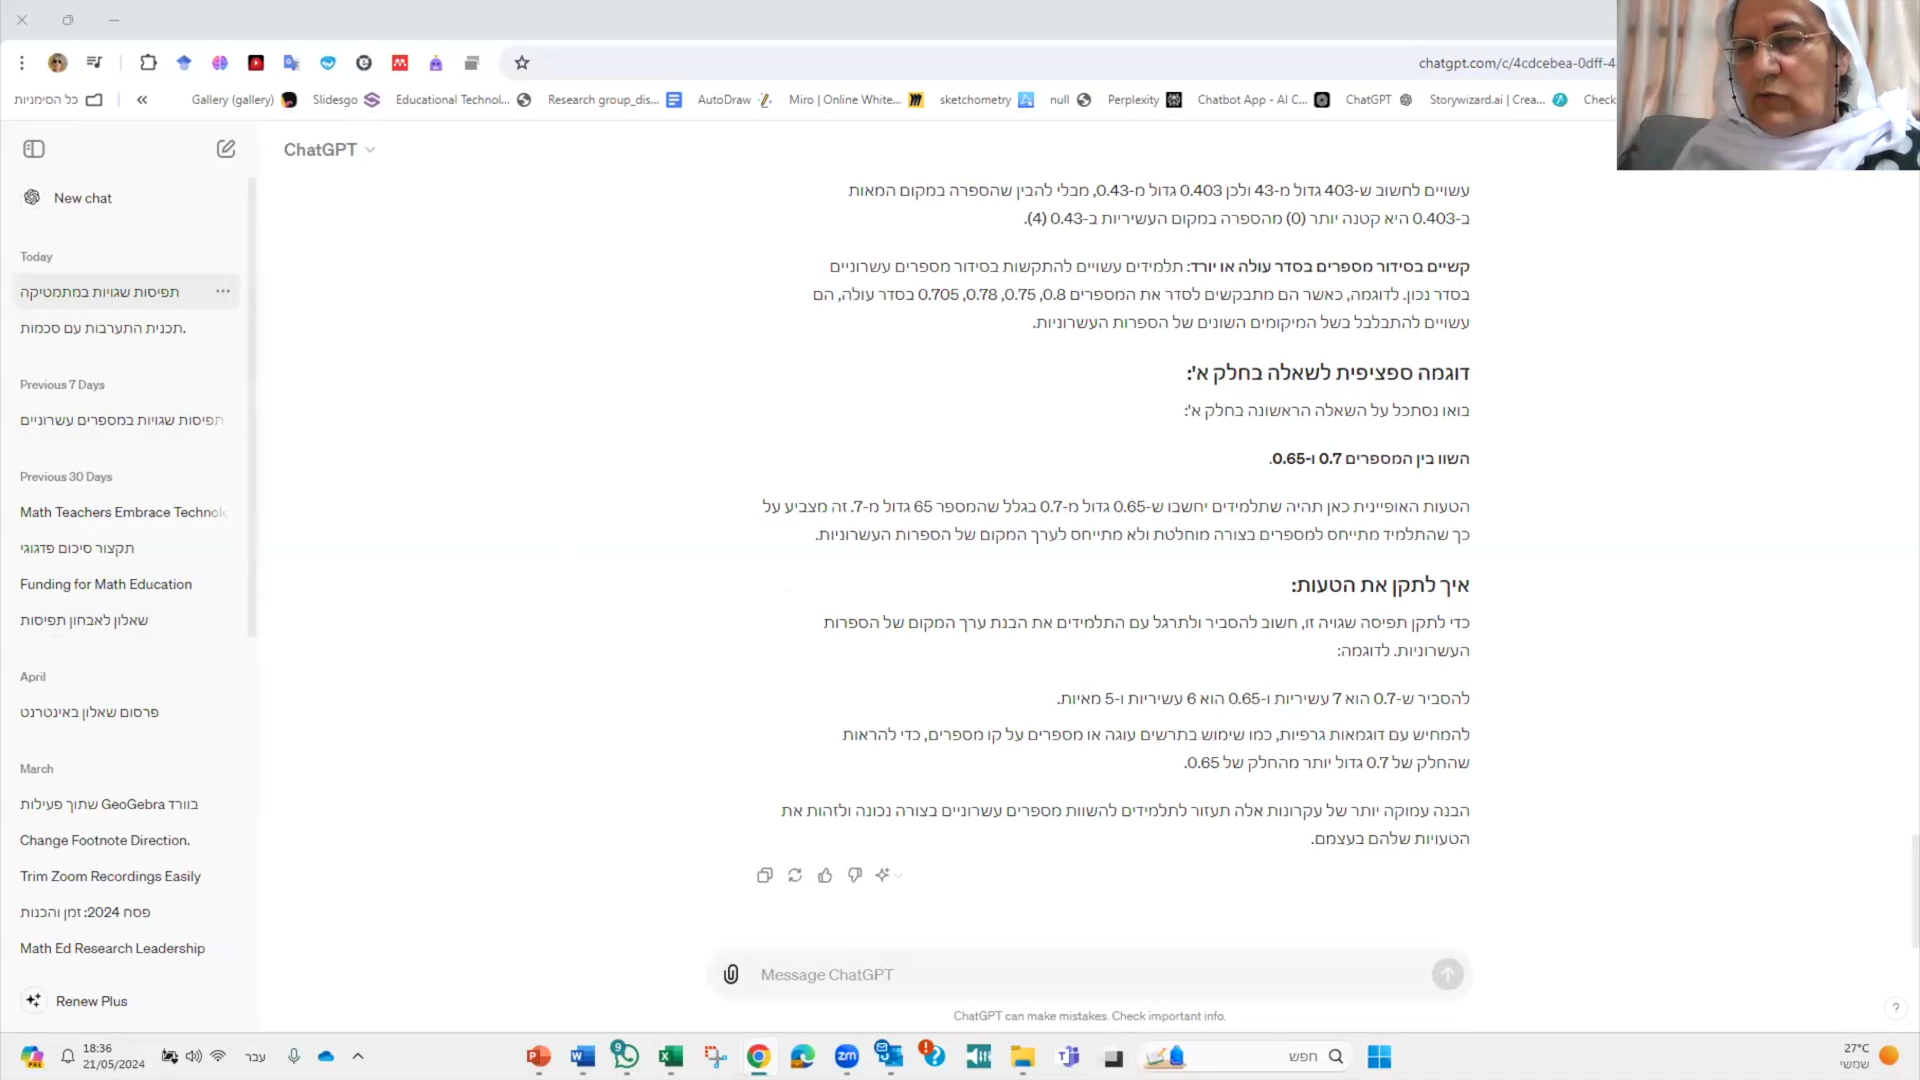 chatgpt.com/c/4cdcebea-0dff-4
כל הסימניות
Gallery (gallery)
Slidesgo
Educational Technol...
Research group_dis...
AutoDraw
Miro | Online White...
sketchometry
null
Perplexity
Chatbot App - AI C...
ChatGPT
Storywizard.ai | Crea...
Check
ChatGPT
New chat
Today
תפיסות שגויות במתמטיקה
תכנית התערבות עם סכמות.
Previous 7 Days
תפיסות שגויות במספרים עשרוניים
Previous 30 Days
Math Teachers Embrace Technol
תקצור סיכום פדגוגי
Funding for Math Education
שאלון לאבחון תפיסות
April
פרסום שאלון באינטרנט
March
שתוך פעילות GeoGebra בוורד
Change Footnote Direction.
Trim Zoom Recordings Easily
פסח 2024: זמן והכנות
Math Ed Research Leadership
Renew Plus
עשויים לחשוב ש-403 גדול מ-43 ולכן 0.403 גדול מ-0.43, מבלי להבין שהספרה במקום המאות
ב-0.403 היא קטנה יותר (0) מהספרה במקום העשיריות ב-0.43 (4).
קשיים בסידור מספרים בסדר עולה או יורד: תלמידים עשויים להתקשות בסידור מספרים עשרוניים
בסדר נכון. לדוגמה, כאשר הם מתבקשים לסדר את המספרים 0.8, 0.75, 0.78, 0.705 בסדר עולה, הם
עשויים להתבלבל בשל המיקומים השונים של הספרות העשרוניות.
דוגמה ספציפית לשאלה בחלק א':
בואו נסתכל על השאלה הראשונה בחלק א':
השוו בין המספרים 0.7 ו-0.65.
הטעות האופיינית כאן תהיה שתלמידים יחשבו ש-0.65 גדול מ-0.7 בגלל שהמספר 65 גדול מ-7. זה מצביע על
כך שהתלמיד מתייחס למספרים בצורה מוחלטת ולא מתייחס לערך המקום של הספרות העשרוניות.
איך לתקן את הטעות:
כדי לתקן תפיסה שגויה זו, חשוב להסביר ולתרגל עם התלמידים את הבנת ערך המקום של הספרות
העשרוניות. לדוגמה:
להסביר ש-0.7 הוא 7 עשיריות ו-0.65 הוא 6 עשיריות ו-5 מאיות.
להמחיש עם דוגמאות גרפיות, כמו שימוש בתרשים עוגה או מספרים על קו מספרים, כדי להראות
שהחלק של 0.7 גדול יותר מהחלק של 0.65.
הבנה עמוקה יותר של עקרונות אלה תעזור לתלמידים להשוות מספרים עשרוניים בצורה נכונה ולזהות את
הטעויות שלהם בעצמם.
Message ChatGPT
ChatGPT can make mistakes. Check important info.
?
18:36
21/05/2024
עבר
חפש
27°C
שמשי